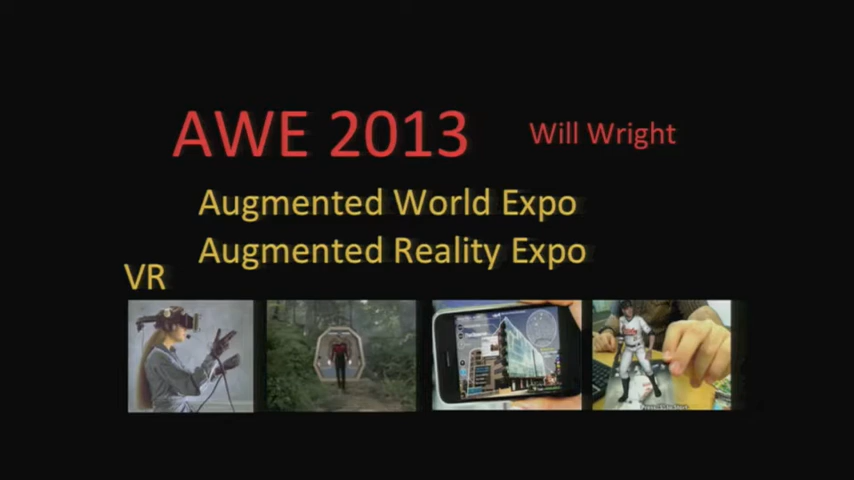 AWE 2013
Will Wright
Augmented World Expo
Augmented Reality Expo
VR